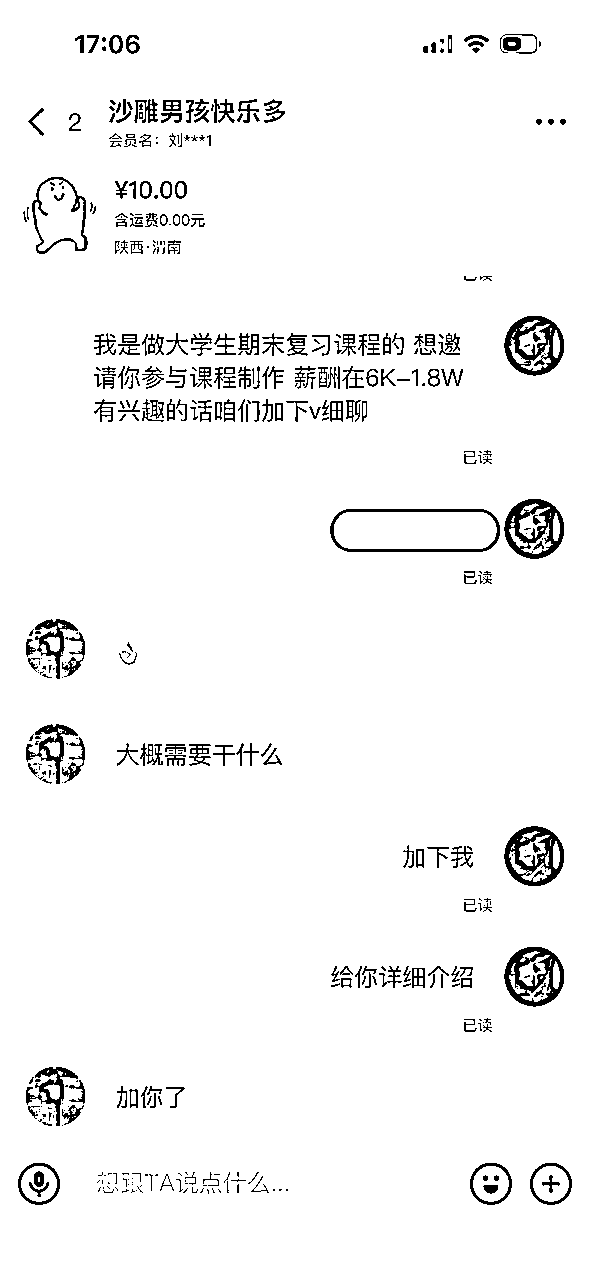 17:06
2
沙雕男孩快乐多
会员名：刘***1
¥10.00
含运费0.00元
陕西·渭南
已读
我是做大学生期末复习课程的 想邀
请你参与课程制作 薪酬在6K–1.8W
有兴趣的话咱们加下v细聊
已读
已读
大概需要干什么
加下我
已读
给你详细介绍
已读
加你了
想跟TA说点什么...